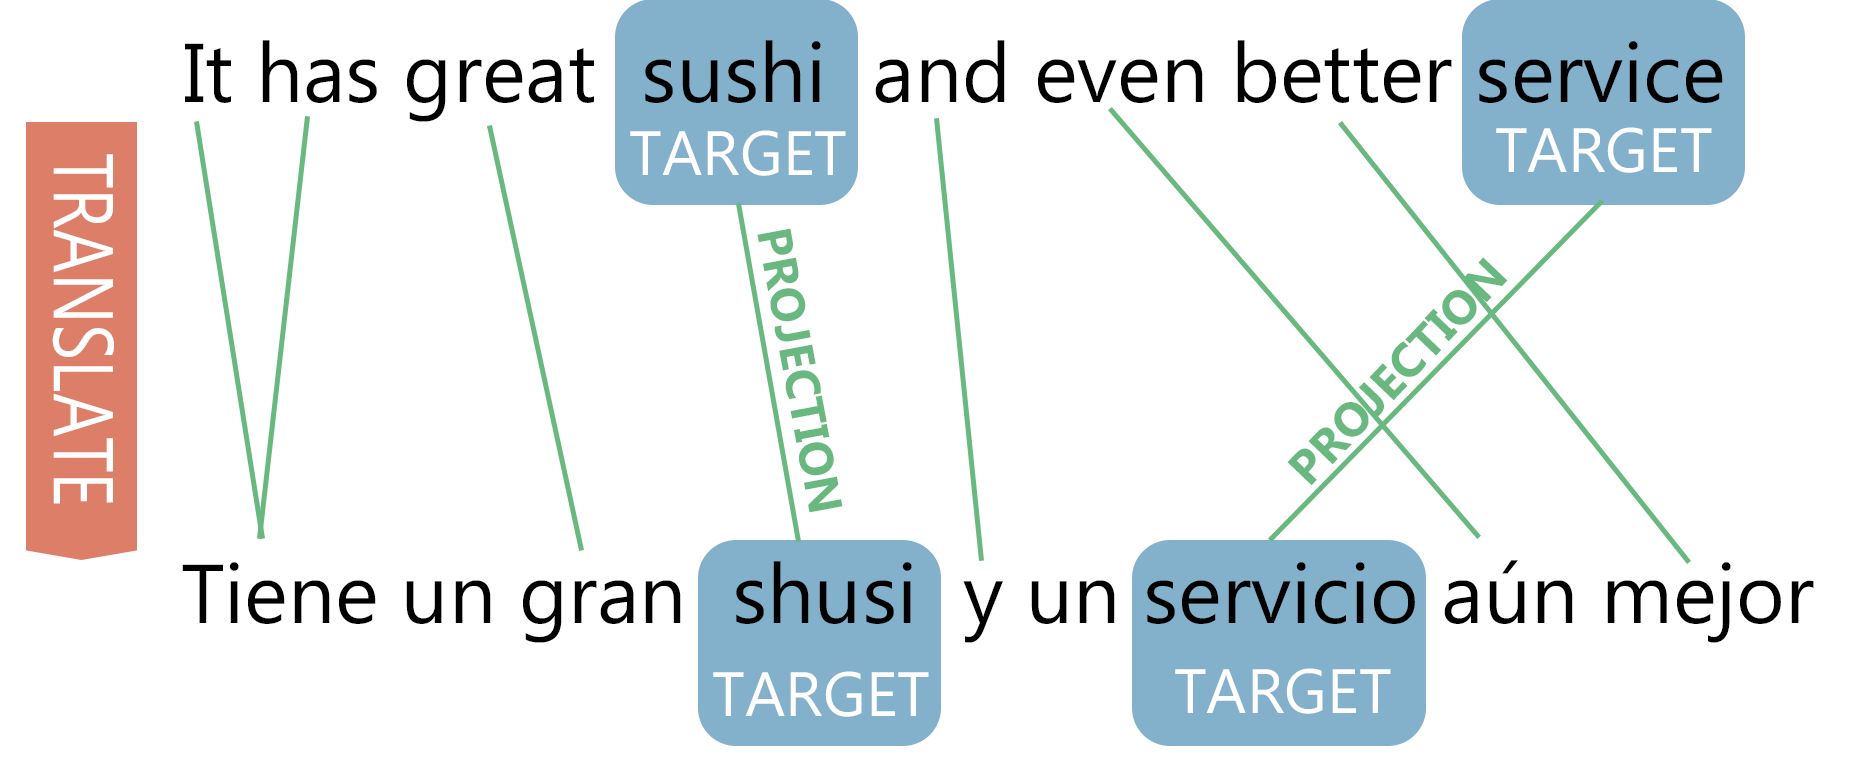 It has great sushi and even better service
TARGET TARGET
TRANSLATE
PROJECTION
PROJECTION
Tiene un gran shusi y un servicio aún mejor
TARGET TARGET